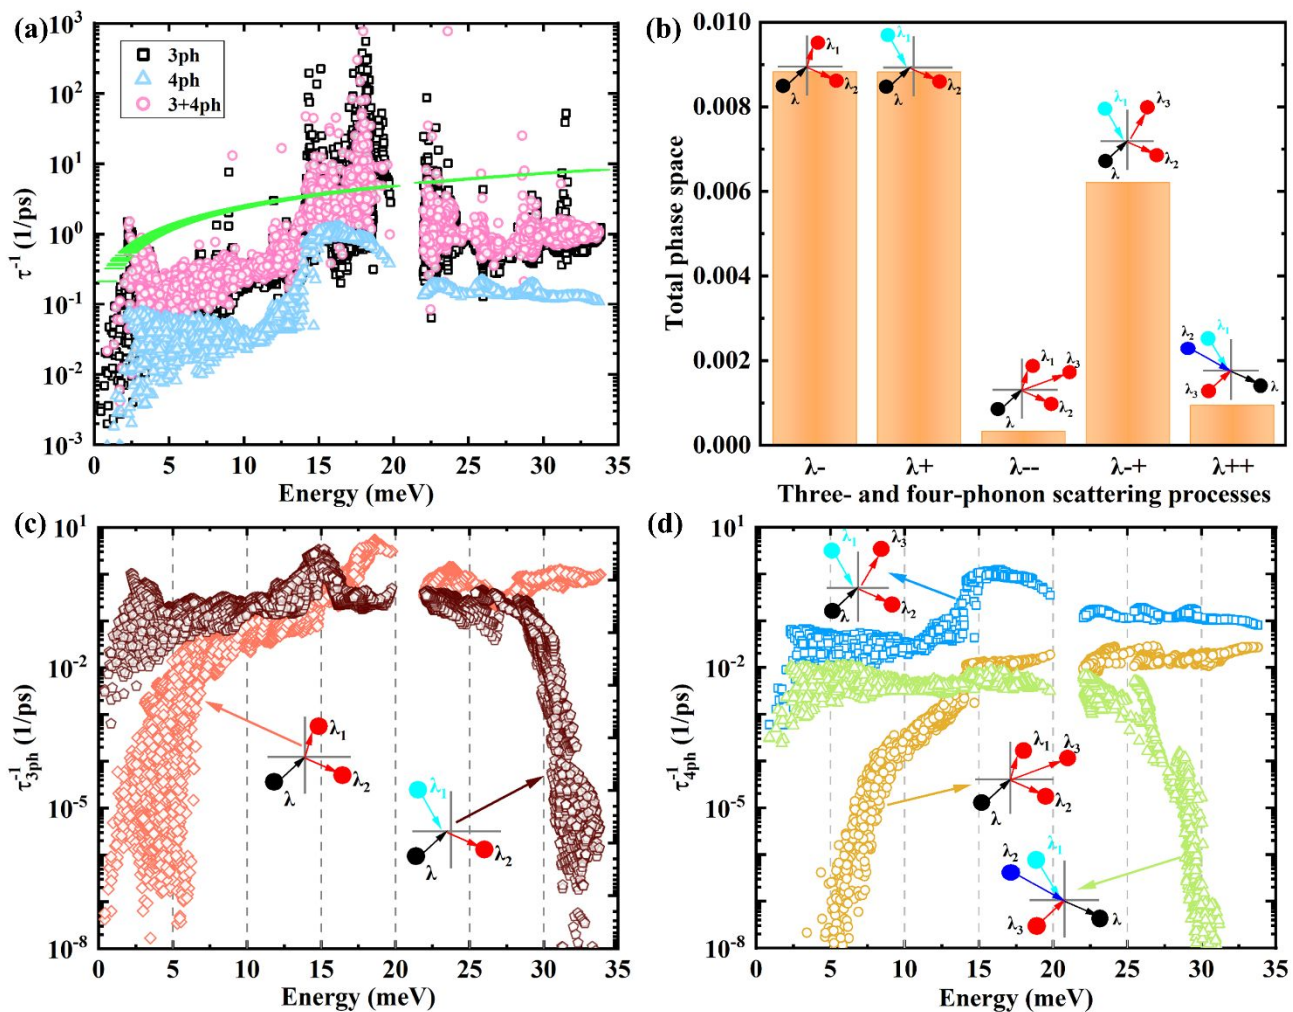 (a)
10³
10²
10¹
10⁰
10⁻¹
10⁻²
10⁻³
τ⁻¹ (1/ps)
3ph
4ph
3+4ph
0 5 10 15 20 25 30 35
Energy (meV)
(b)
0.010
0.008
0.006
0.004
0.002
0.000
Total phase space
λ₁
λ λ₂
λ₁
λ λ₂
λ₁ λ₃
λ λ₂
λ₁ λ₃
λ λ₂
λ₂ λ₁
λ₃ λ
λ- λ+ λ-- λ-+ λ++
Three- and four-phonon scattering processes
(c)
10¹
10⁻²
10⁻⁵
10⁻⁸
τ⁻¹₃ₚₕ (1/ps)
λ₁
λ λ₂
λ₁
λ λ₂
0 5 10 15 20 25 30 35
Energy (meV)
(d)
10¹
10⁻²
10⁻⁵
10⁻⁸
τ⁻¹₄ₚₕ (1/ps)
λ₁ λ₃
λ λ₂
λ₁ λ₃
λ λ₂
λ₂ λ₁
λ₃ λ
0 5 10 15 20 25 30 35
Energy (meV)